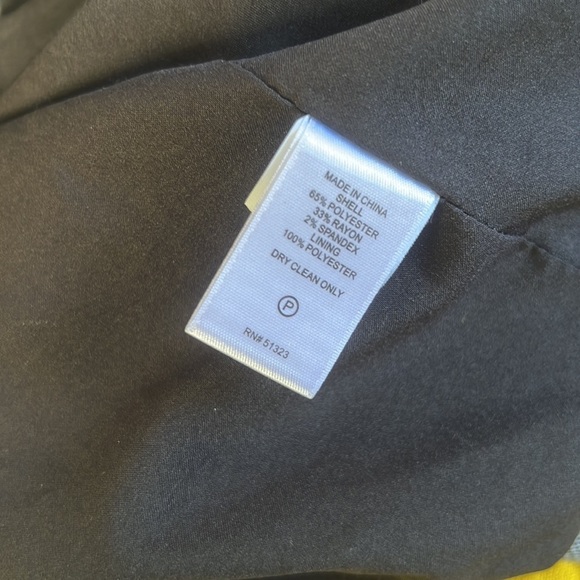 MADE IN CHINA
SHELL
65% POLYESTER
33% RAYON
2% SPANDEX
LINING
100% POLYESTER
DRY CLEAN ONLY
P
RN# 51323